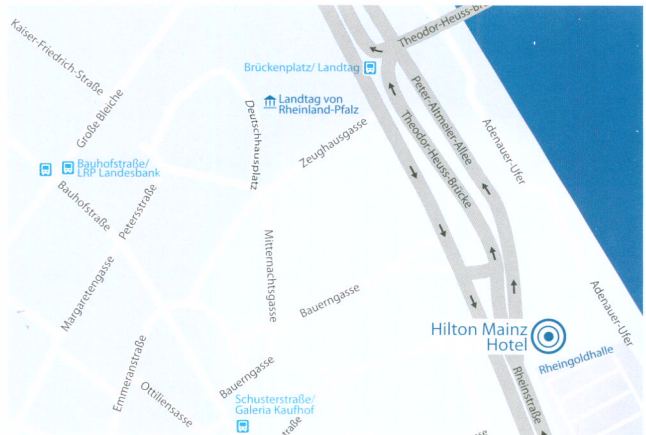 Kaiser-Friedrich-Straße
Theodor-Heuss-
Brückenplatz/ Landtag
Große Bleiche
Landtag von
Rheinland-Pfalz
Deutschhausplatz
Peter-Altmeier-Allee
Theodor-Heuss-Brücke
Adenauer-Ufer
Zeughausgasse
Bauhofstraße/
LRP Landesbank
Bauhofstraße
Petersstraße
Mitternachtsgasse
Margaretengasse
Bauerngasse
Adenauer-Ufer
Hilton Mainz
Hotel
Rheingoldhalle
Emmeranstraße
Ottiliensasse
Bauerngasse
Rheinstraße
Schusterstraße/
Galeria Kaufhof